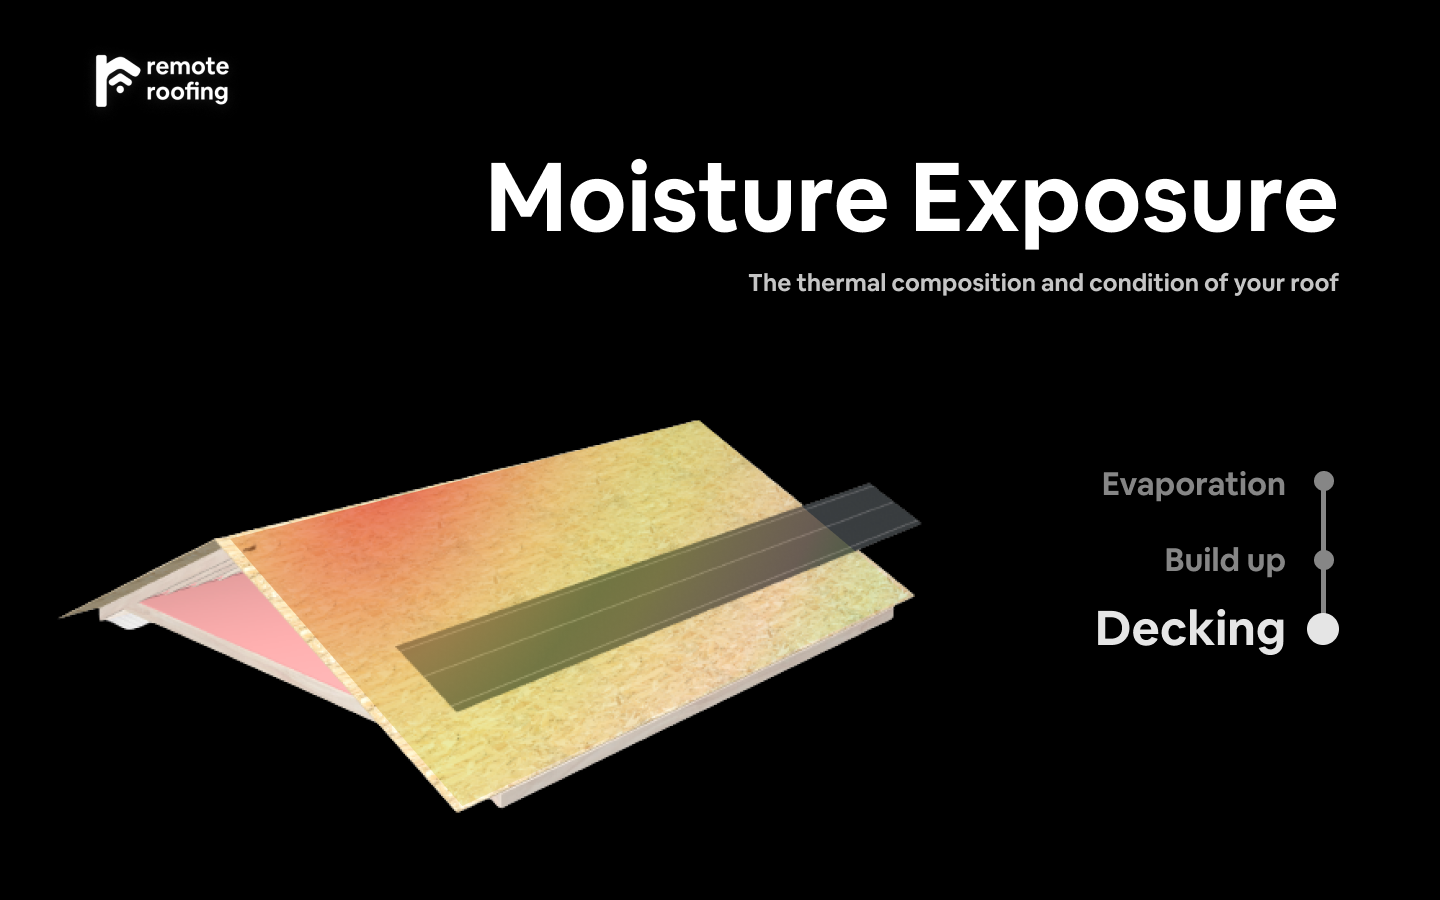 remote
roofing
Moisture Exposure
The thermal composition and condition of your roof
Evaporation
Build up
Decking